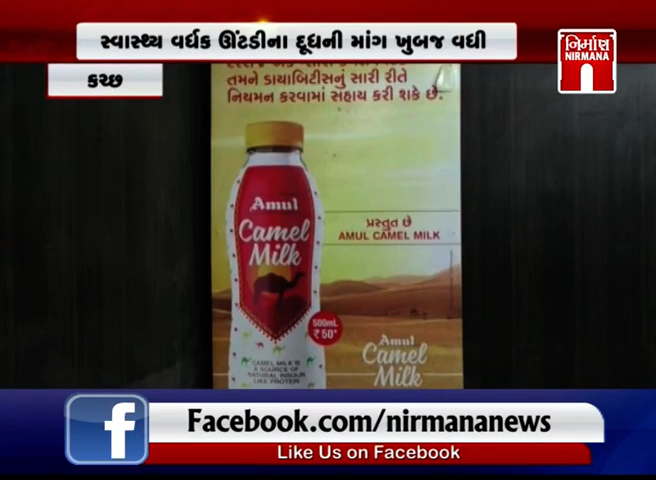 સ્વાસ્થ્ય વર્ધક ઊંટડીના દૂધની માંગ ખુબજ વધી
કચ્છ
નિર્માણ
NIRMANA
તમને ડાયાબિટીસનું સારી રીતે
નિયમન કરવામાં સહાય કરી શકે છે.
Amul
Camel
Milk
પ્રસ્તુત છે
AMUL CAMEL MILK
500mL
₹50*
CAMEL MILK IS
A SOURCE OF
NATURAL INSULIN
LIKE PROTEIN
Amul
Camel
Milk
Facebook.com/nirmananews
Like Us on Facebook